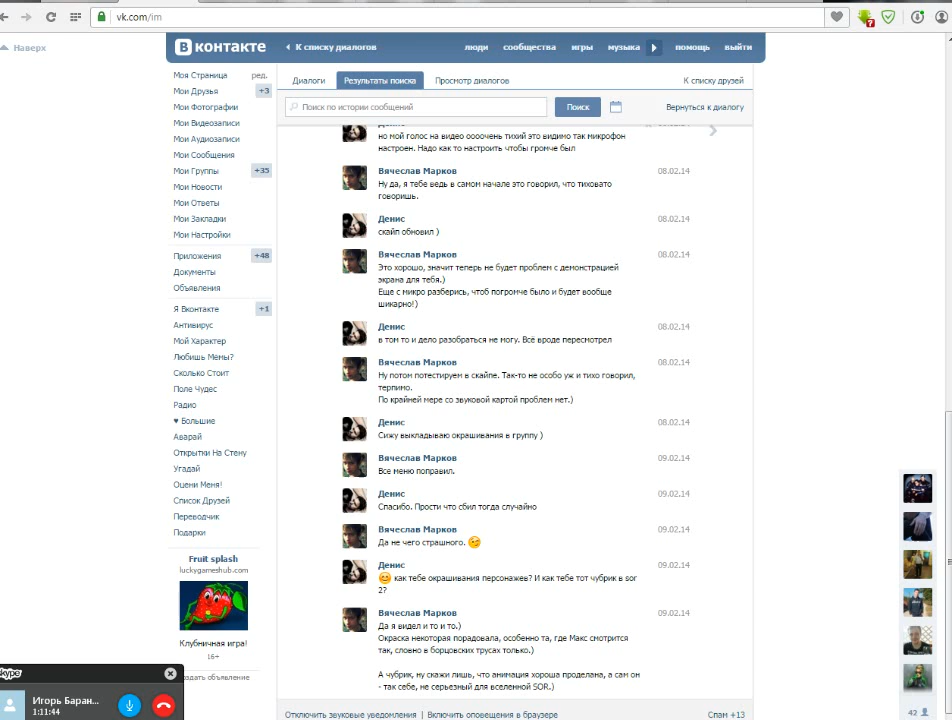 vk.com/im
7
Наверх
В контакте
К списку диалогов
люди сообщества игры музыка помощь выйти
Моя Страница ред.
Мои Друзья +3
Мои Фотографии
Мои Видеозаписи
Мои Аудиозаписи
Мои Сообщения
Мои Группы +35
Мои Новости
Мои Ответы
Мои Закладки
Мои Настройки
Приложения +48
Документы
Объявления
Я Вконтакте +1
Антивирус
Мой Характер
Любишь Мемы?
Сколько Стоит
Поле Чудес
Радио
♥ Большие
Аварай
Открытки На Стену
Угадай
Оцени Меня!
Список Друзей
Переводчик
Подарки
Fruit splash
luckygameshub.com
Клубничная игра!
16+
оздать объявление
Диалоги Результаты поиска Просмотр диалогов К списку друзей
Поиск по истории сообщений Поиск Вернуться к диалогу
Денис 08.02.14
но мой голос на видео оооочень тихий это видимо так микрофон
настроен. Надо как то настроить чтобы громче был
Вячеслав Марков 08.02.14
Ну да, я тебе ведь в самом начале это говорил, что тиховато
говоришь.
Денис 08.02.14
скайп обновил )
Вячеслав Марков 08.02.14
Это хорошо, значит теперь не будет проблем с демонстрацией
экрана для тебя.)
Еще с микро разберись, чтоб погромче было и будет вообще
шикарно!)
Денис 08.02.14
в том то и дело разобраться не могу. Всё вроде пересмотрел
Вячеслав Марков 08.02.14
Ну потом потестируем в скайпе. Так-то не особо уж и тихо говорил,
терпимо.
По крайней мере со звуковой картой проблем нет.)
Денис 08.02.14
Сижу выкладываю окрашивания в группу )
Вячеслав Марков 09.02.14
Все меню поправил.
Денис 09.02.14
Спасибо. Прости что сбил тогда случайно
Вячеслав Марков 09.02.14
Да не чего страшного.
Денис 09.02.14
как тебе окрашивания персонажев? И как тебе тот чубрик в sor
2?
Вячеслав Марков 09.02.14
Да я видел и то и то.)
Окраска некоторая порадовала, особенно та, где Макс смотрится
так, словно в борцовских трусах только.)
А чубрик, ну скажи лишь, что анимация хороша проделана, а сам он
- так себе, не серьезный для вселенной SOR.)
Отключить звуковые уведомления | Включить оповещения в браузере Спам +13
42
skype
Игорь Баран...
1:11:44